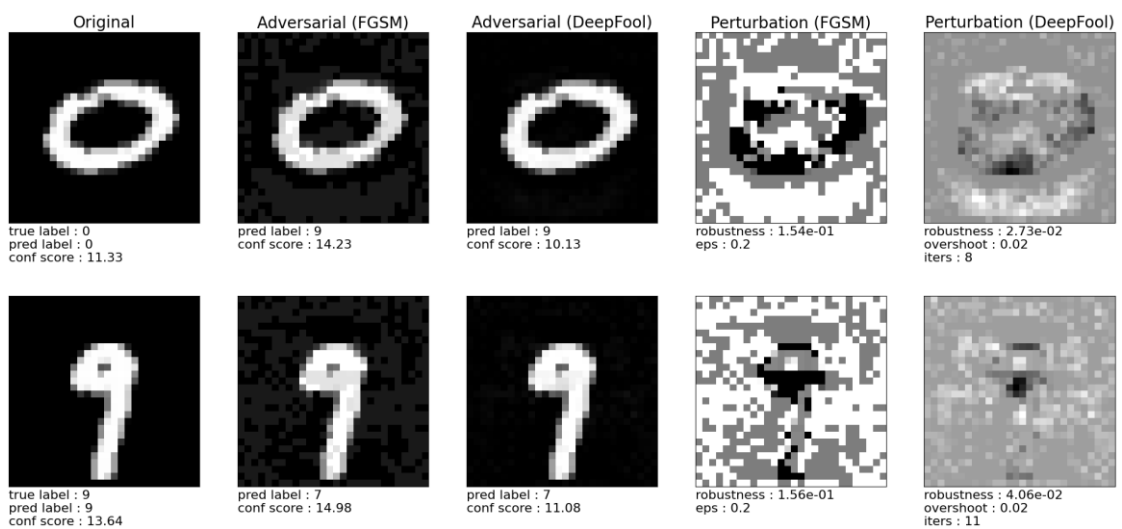 Original
Adversarial (FGSM)
Adversarial (DeepFool)
Perturbation (FGSM)
Perturbation (DeepFool)
true label : 0
pred label : 0
conf score : 11.33
pred label : 9
conf score : 14.23
pred label : 9
conf score : 10.13
robustness : 1.54e-01
eps : 0.2
robustness : 2.73e-02
overshoot : 0.02
iters : 8
true label : 9
pred label : 9
conf score : 13.64
pred label : 7
conf score : 14.98
pred label : 7
conf score : 11.08
robustness : 1.56e-01
eps : 0.2
robustness : 4.06e-02
overshoot : 0.02
iters : 11